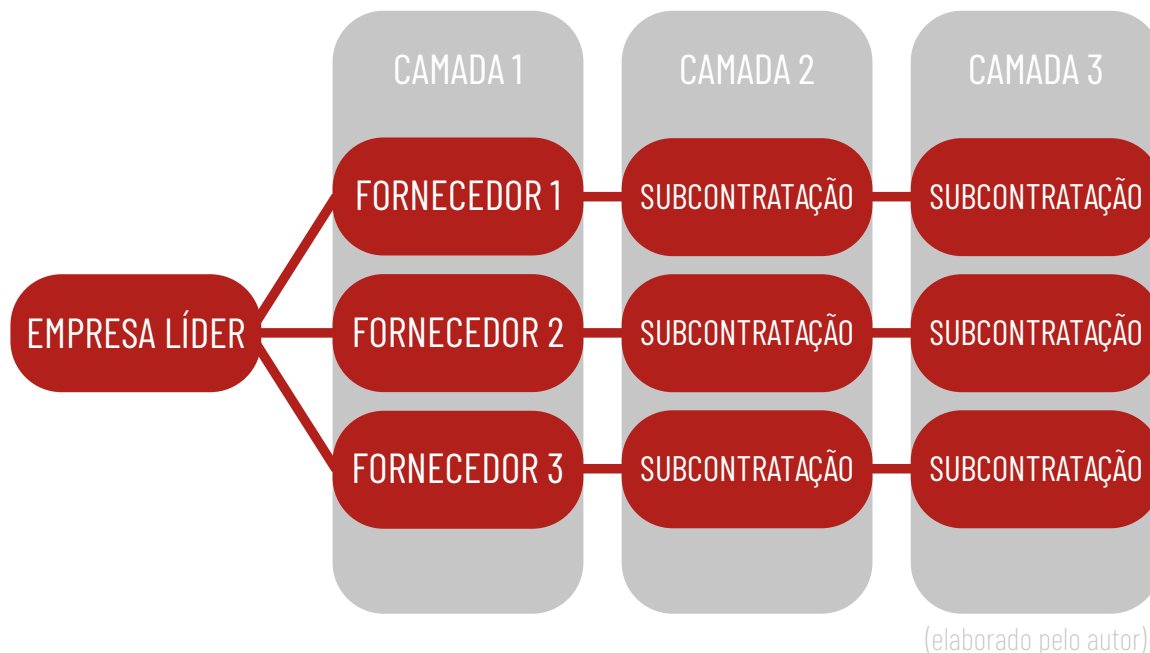 CAMADA 1
CAMADA 2
CAMADA 3
FORNECEDOR 1
SUBCONTRATAÇÃO
SUBCONTRATAÇÃO
EMPRESA LÍDER
FORNECEDOR 2
SUBCONTRATAÇÃO
SUBCONTRATAÇÃO
FORNECEDOR 3
SUBCONTRATAÇÃO
SUBCONTRATAÇÃO
(elaborado pelo autor)